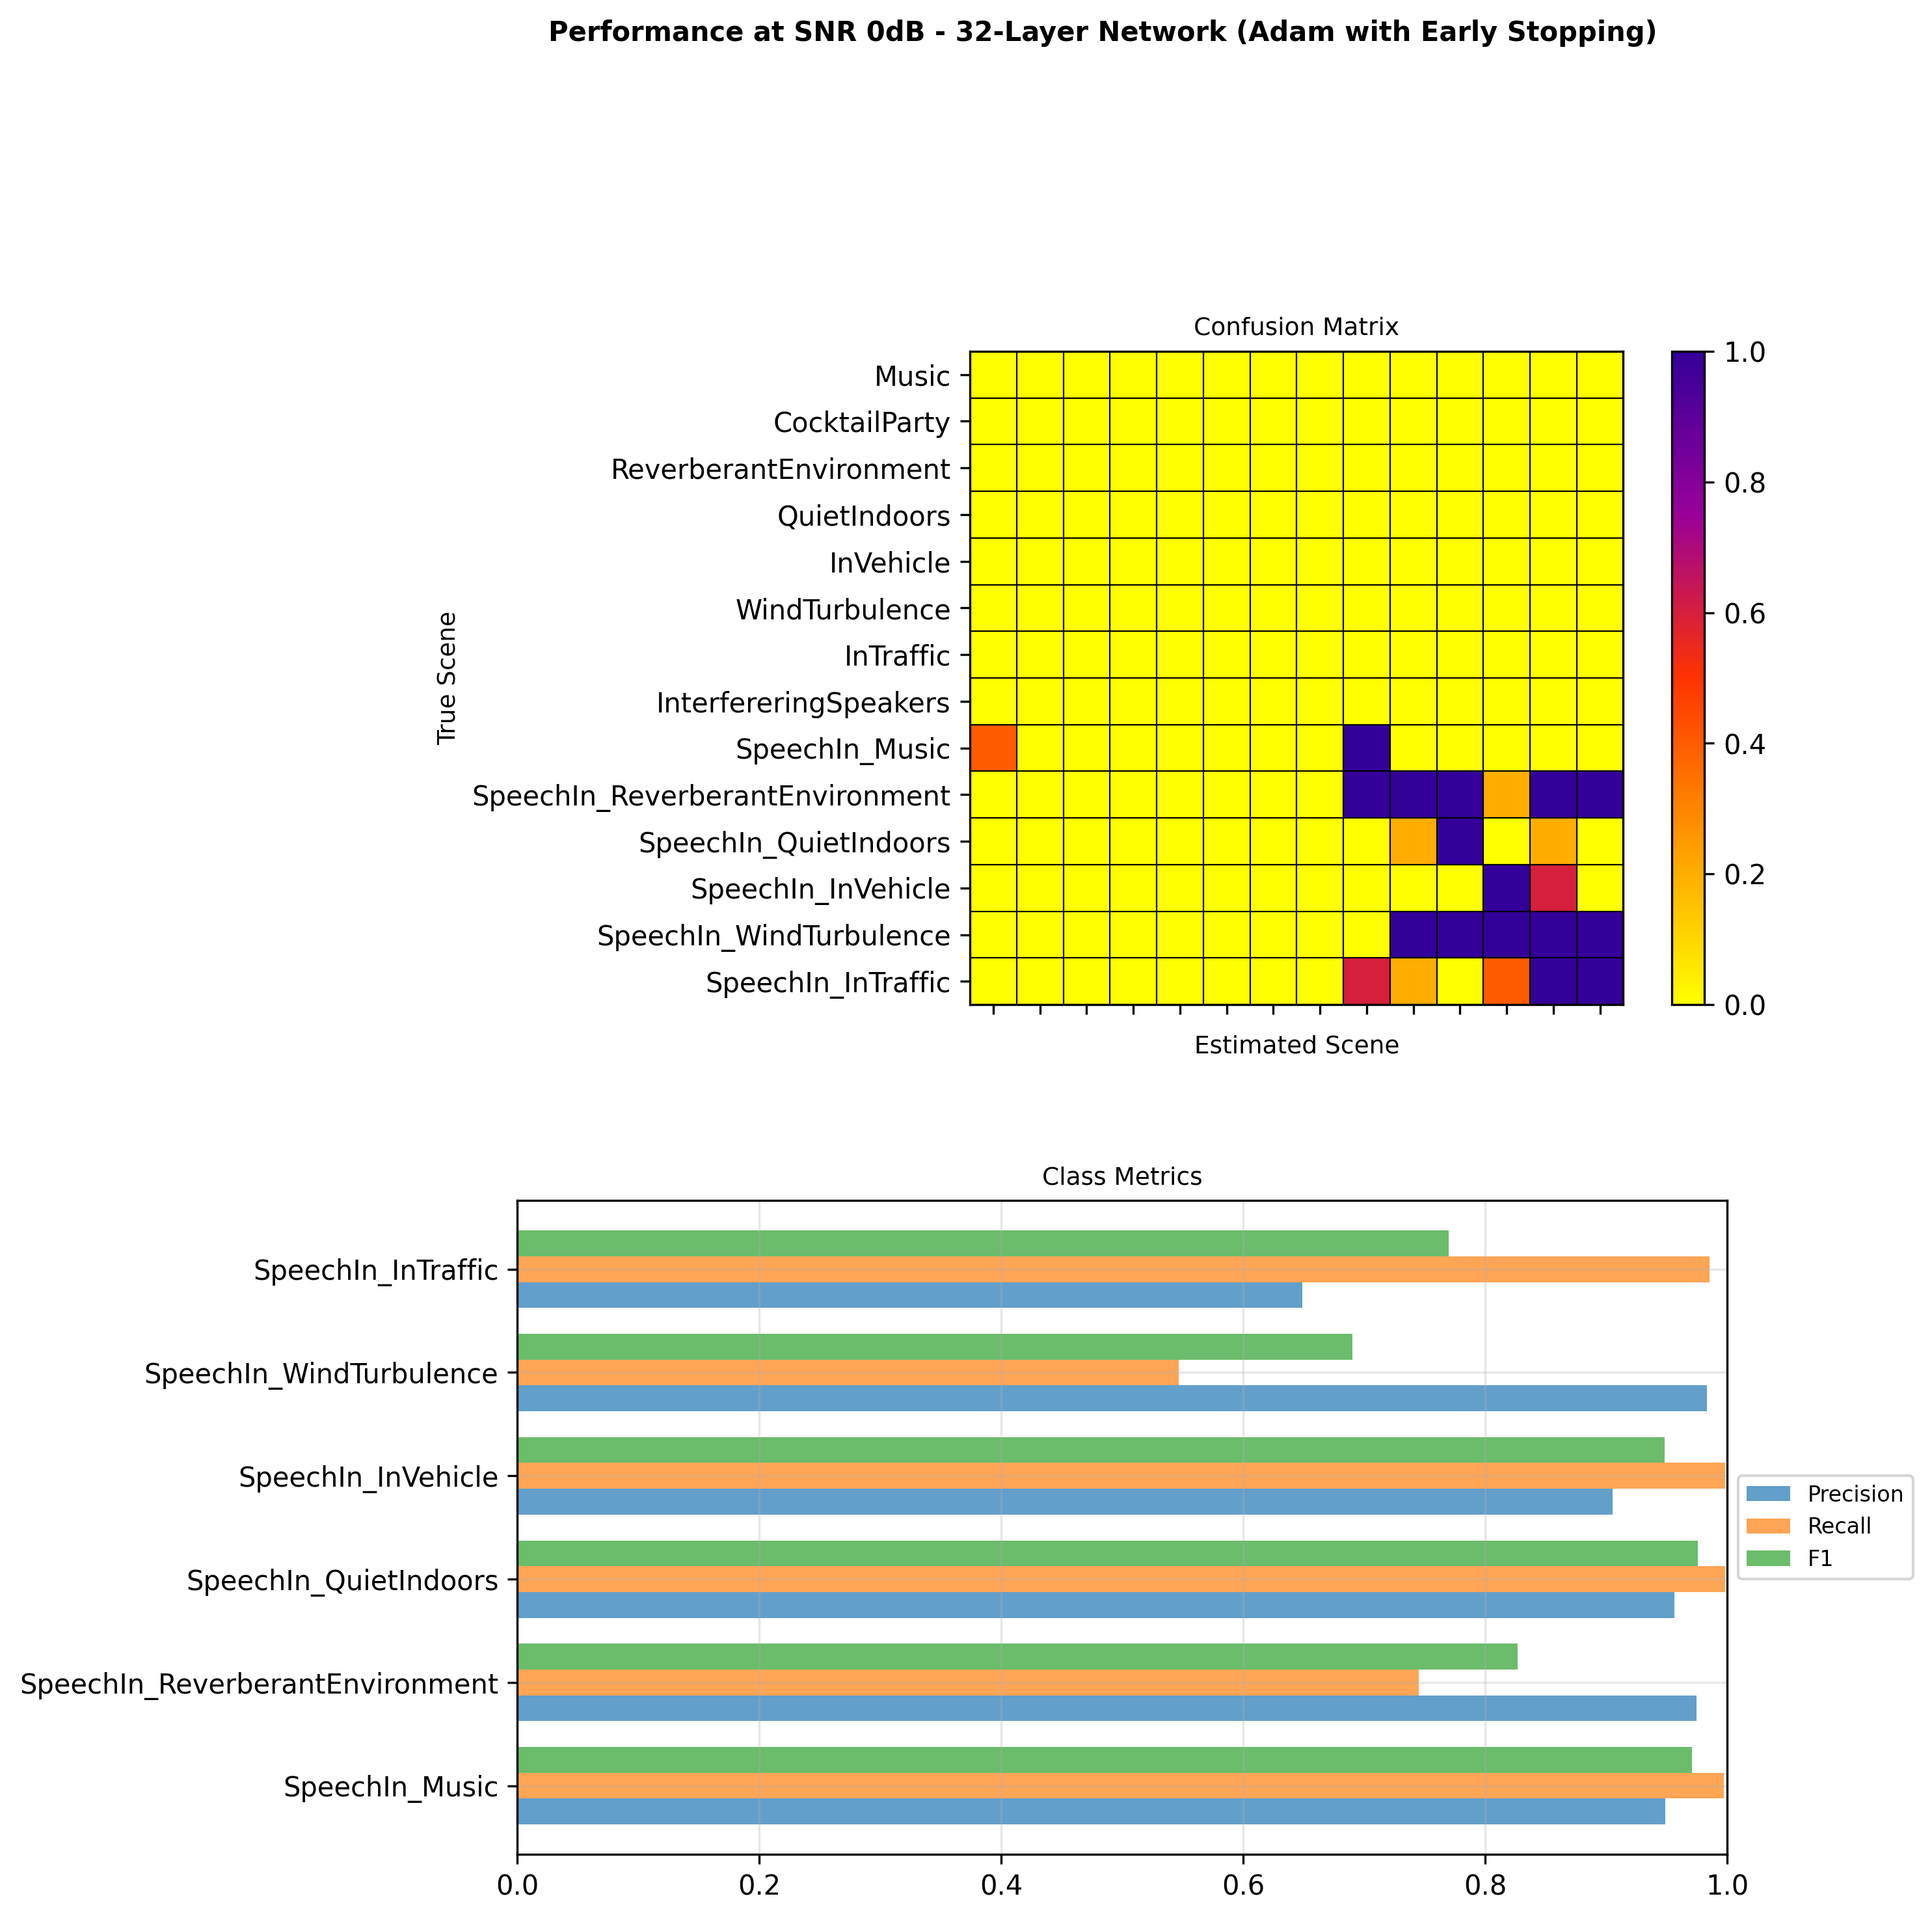 Performance at SNR 0dB - 32-Layer Network (Adam with Early Stopping)
Confusion Matrix
True Scene
Music
CocktailParty
ReverberantEnvironment
QuietIndoors
InVehicle
WindTurbulence
InTraffic
InterfereringSpeakers
SpeechIn_Music
SpeechIn_ReverberantEnvironment
SpeechIn_QuietIndoors
SpeechIn_InVehicle
SpeechIn_WindTurbulence
SpeechIn_InTraffic
Estimated Scene
1.0
0.8
0.6
0.4
0.2
0.0
Class Metrics
SpeechIn_InTraffic
SpeechIn_WindTurbulence
SpeechIn_InVehicle
SpeechIn_QuietIndoors
SpeechIn_ReverberantEnvironment
SpeechIn_Music
0.0 0.2 0.4 0.6 0.8 1.0
Precision
Recall
F1